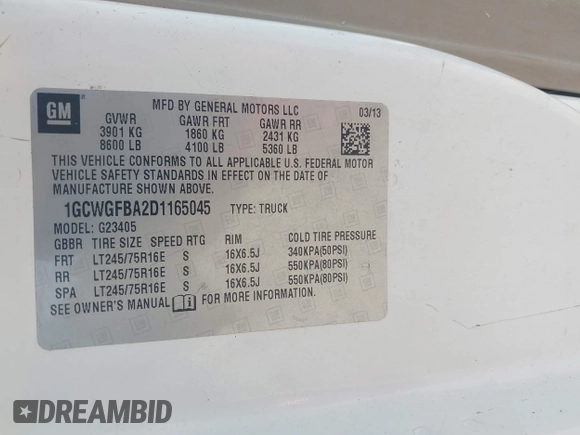 GM
MFD BY GENERAL MOTORS LLC 03/13
GVWR GAWR FRT GAWR RR
3901 KG 1860 KG 2431 KG
8600 LB 4100 LB 5360 LB
THIS VEHICLE CONFORMS TO ALL APPLICABLE U.S. FEDERAL MOTOR
VEHICLE SAFETY STANDARDS IN EFFECT ON THE DATE OF
MANUFACTURE SHOWN ABOVE.
1GCWGFBA2D1165045 TYPE: TRUCK
MODEL: G23405
GBBR TIRE SIZE SPEED RTG RIM COLD TIRE PRESSURE
FRT LT245/75R16E S 16X6.5J 340KPA(50PSI)
RR LT245/75R16E S 16X6.5J 550KPA(80PSI)
SPA LT245/75R16E S 16X6.5J 550KPA(80PSI)
SEE OWNER'S MANUAL FOR MORE INFORMATION
DREAMBID